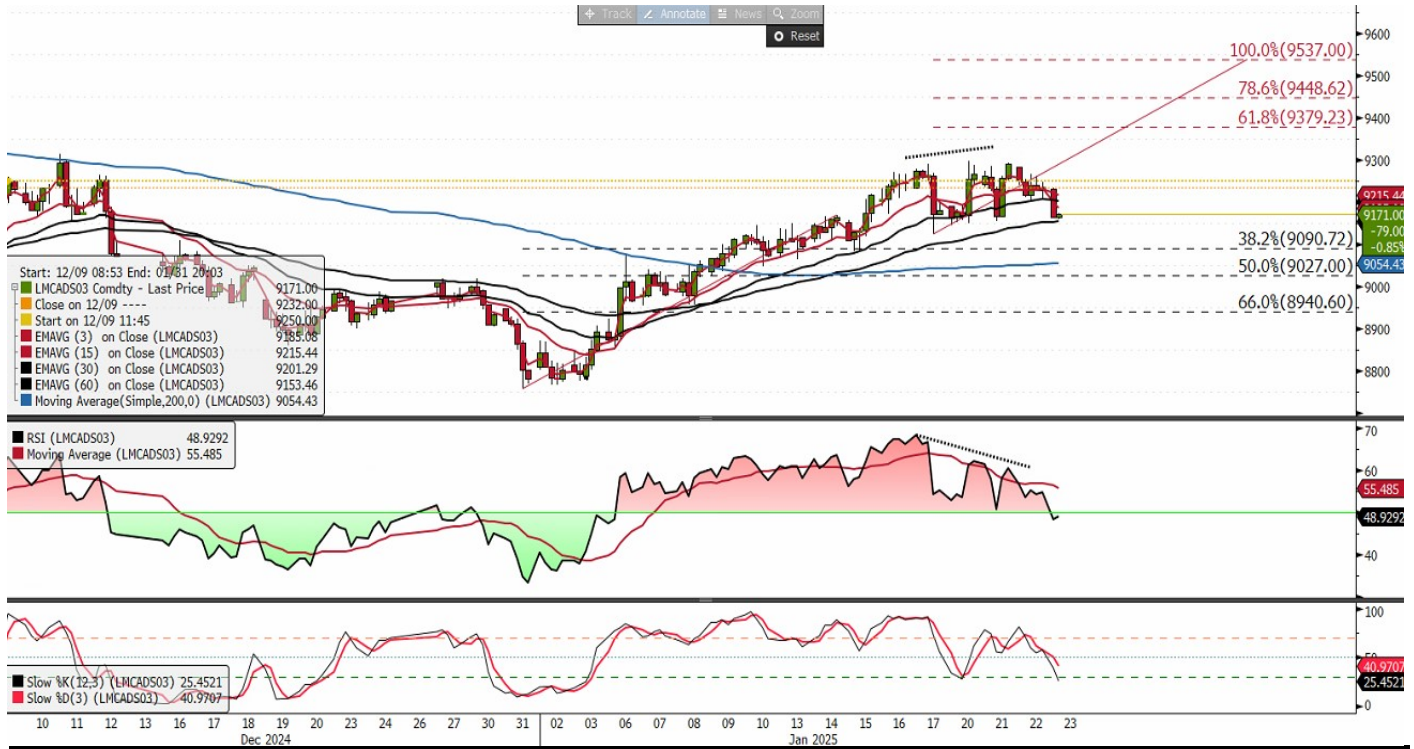 Track Annotate News Zoom
Reset
9600
100.0%(9537.00)
9500
78.6%(9448.62)
9400
61.8%(9379.23)
9300
9215.44
9171.00
-79.00
-0.85%
38.2%(9090.72)
9054.43
50.0%(9027.00)
9000
66.0%(8940.60)
8900
8800
Start: 12/09 08:53 End: 01/31 20:03
LMCADS03 Comdty - Last Price 9171.00
Close on 12/09 ---- 9232.00
Start on 12/09 11:45 9250.00
EMAVG (3) on Close (LMCADS03) 9185.08
EMAVG (15) on Close (LMCADS03) 9215.44
EMAVG (30) on Close (LMCADS03) 9201.29
EMAVG (60) on Close (LMCADS03) 9153.46
Moving Average(Simple,200,0) (LMCADS03) 9054.43
RSI (LMCADS03) 48.9292
Moving Average (LMCADS03) 55.485
70
60
55.485
48.9292
40
100
50
40.9707
25.4521
0
Slow %K(12,3) (LMCADS03) 25.4521
Slow %D(3) (LMCADS03) 40.9707
10 11 12 13 16 17 18 19 20 23 24 26 27 30 31 02 03 06 07 08 09 10 13 14 15 16 17 20 21 22 23
Dec 2024 Jan 2025